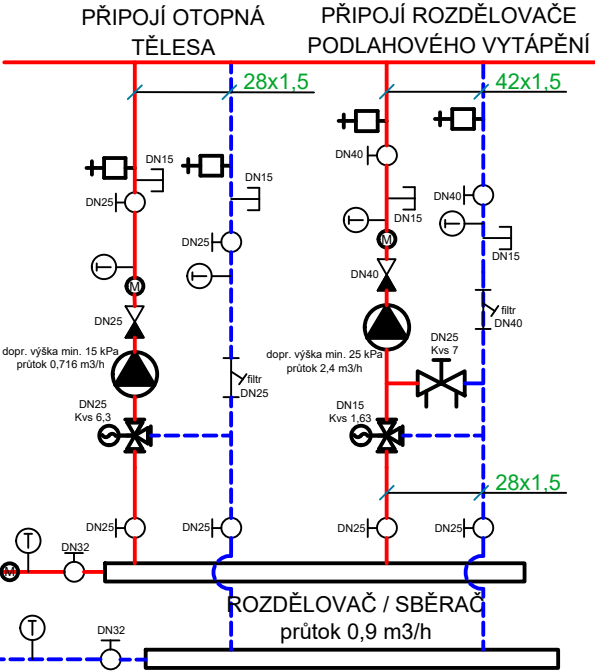 PŘIPOJÍ OTOPNÁ
TĚLESA
PŘIPOJÍ ROZDĚLOVAČE
PODLAHOVÉHO VYTÁPĚNÍ
28x1,5
42x1,5
DN15
DN25
DN15
DN25
DN40
DN15
DN40
DN15
M
M
DN25
DN40
filtr
DN40
dopr. výška min. 15 kPa
průtok 0,716 m3/h
dopr. výška min. 25 kPa
průtok 2,4 m3/h
DN25
Kvs 7
filtr
DN25
DN25
Kvs 6,3
DN15
Kvs 1,63
28x1,5
DN25
DN25
DN25
DN25
T
DN32
M
ROZDĚLOVAČ / SBĚRAČ
průtok 0,9 m3/h
T
DN32